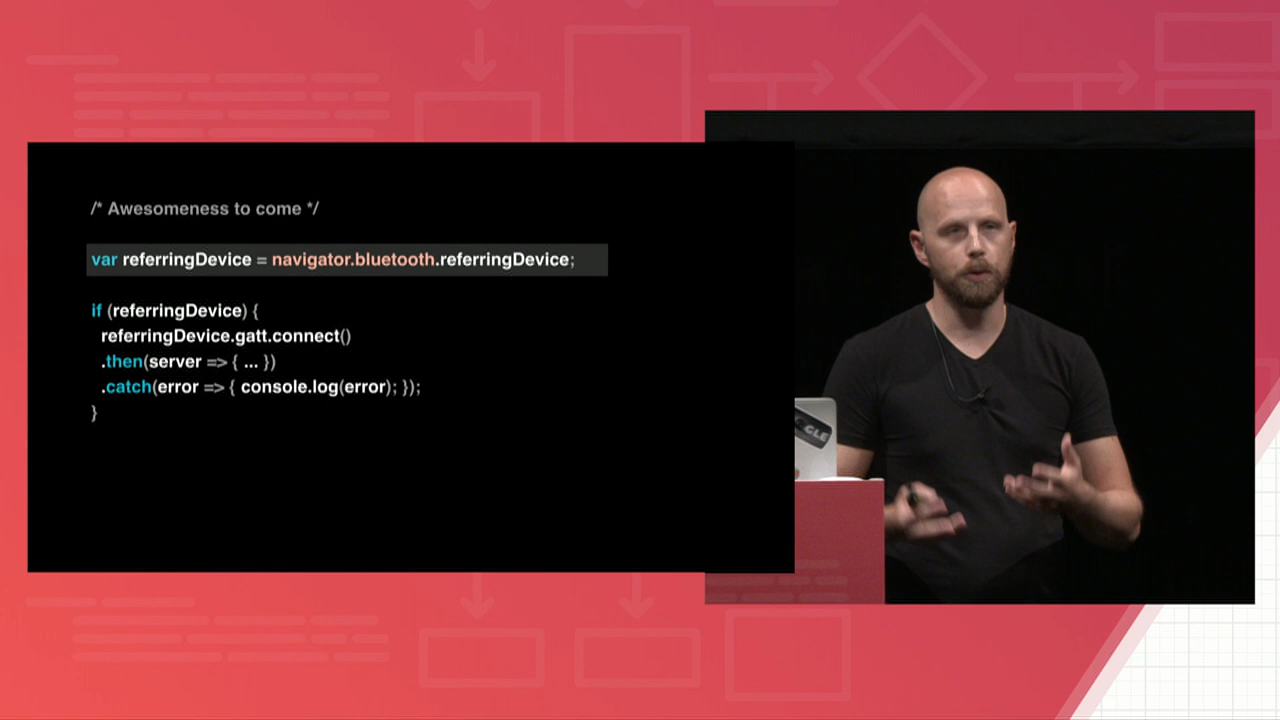 /* Awesomeness to come */
var referringDevice = navigator.bluetooth.referringDevice;
if (referringDevice) {
referringDevice.gatt.connect()
.then(server => { ... })
.catch(error => { console.log(error); });
}